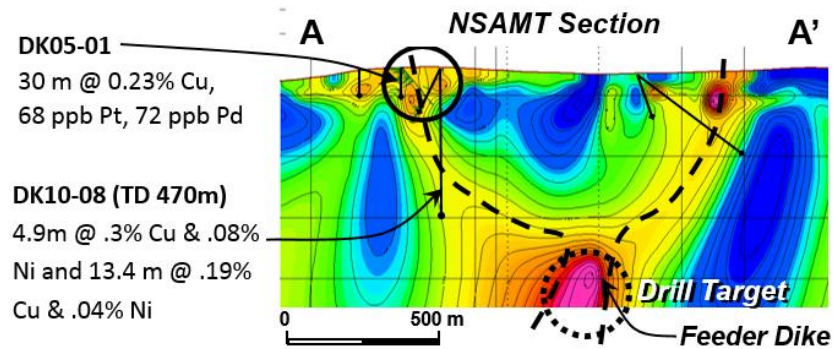 A
NSAMT Section
A’
DK05-01
30 m @ 0.23% Cu,
68 ppb Pt, 72 ppb Pd
DK10-08 (TD 470m)
4.9m @ .3% Cu & .08%
Ni and 13.4 m @ .19%
Cu & .04% Ni
Drill Target
Feeder Dike
0 500 m